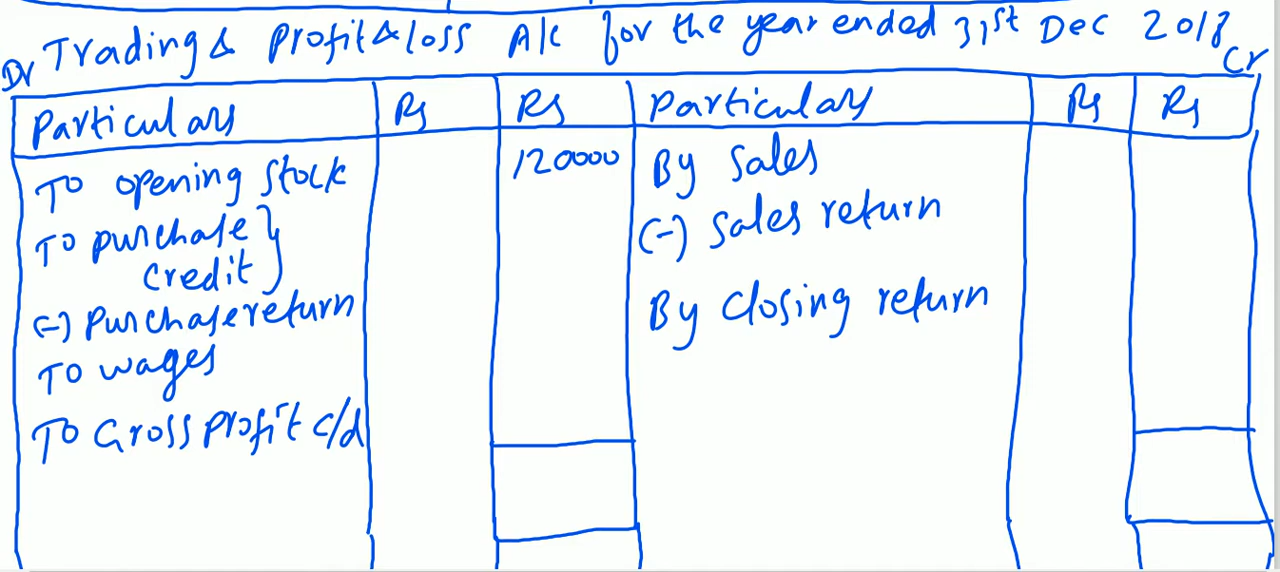 Trading & Profit & loss A/c for the year ended 31st Dec 2018
Dr Cr
Particulars Rs Rs Particulars Rs Rs
To opening stock 120000 By Sales
To purchase (-) Sales return
credit
(-) Purchase return By Closing return
To wages
To Gross Profit c/d